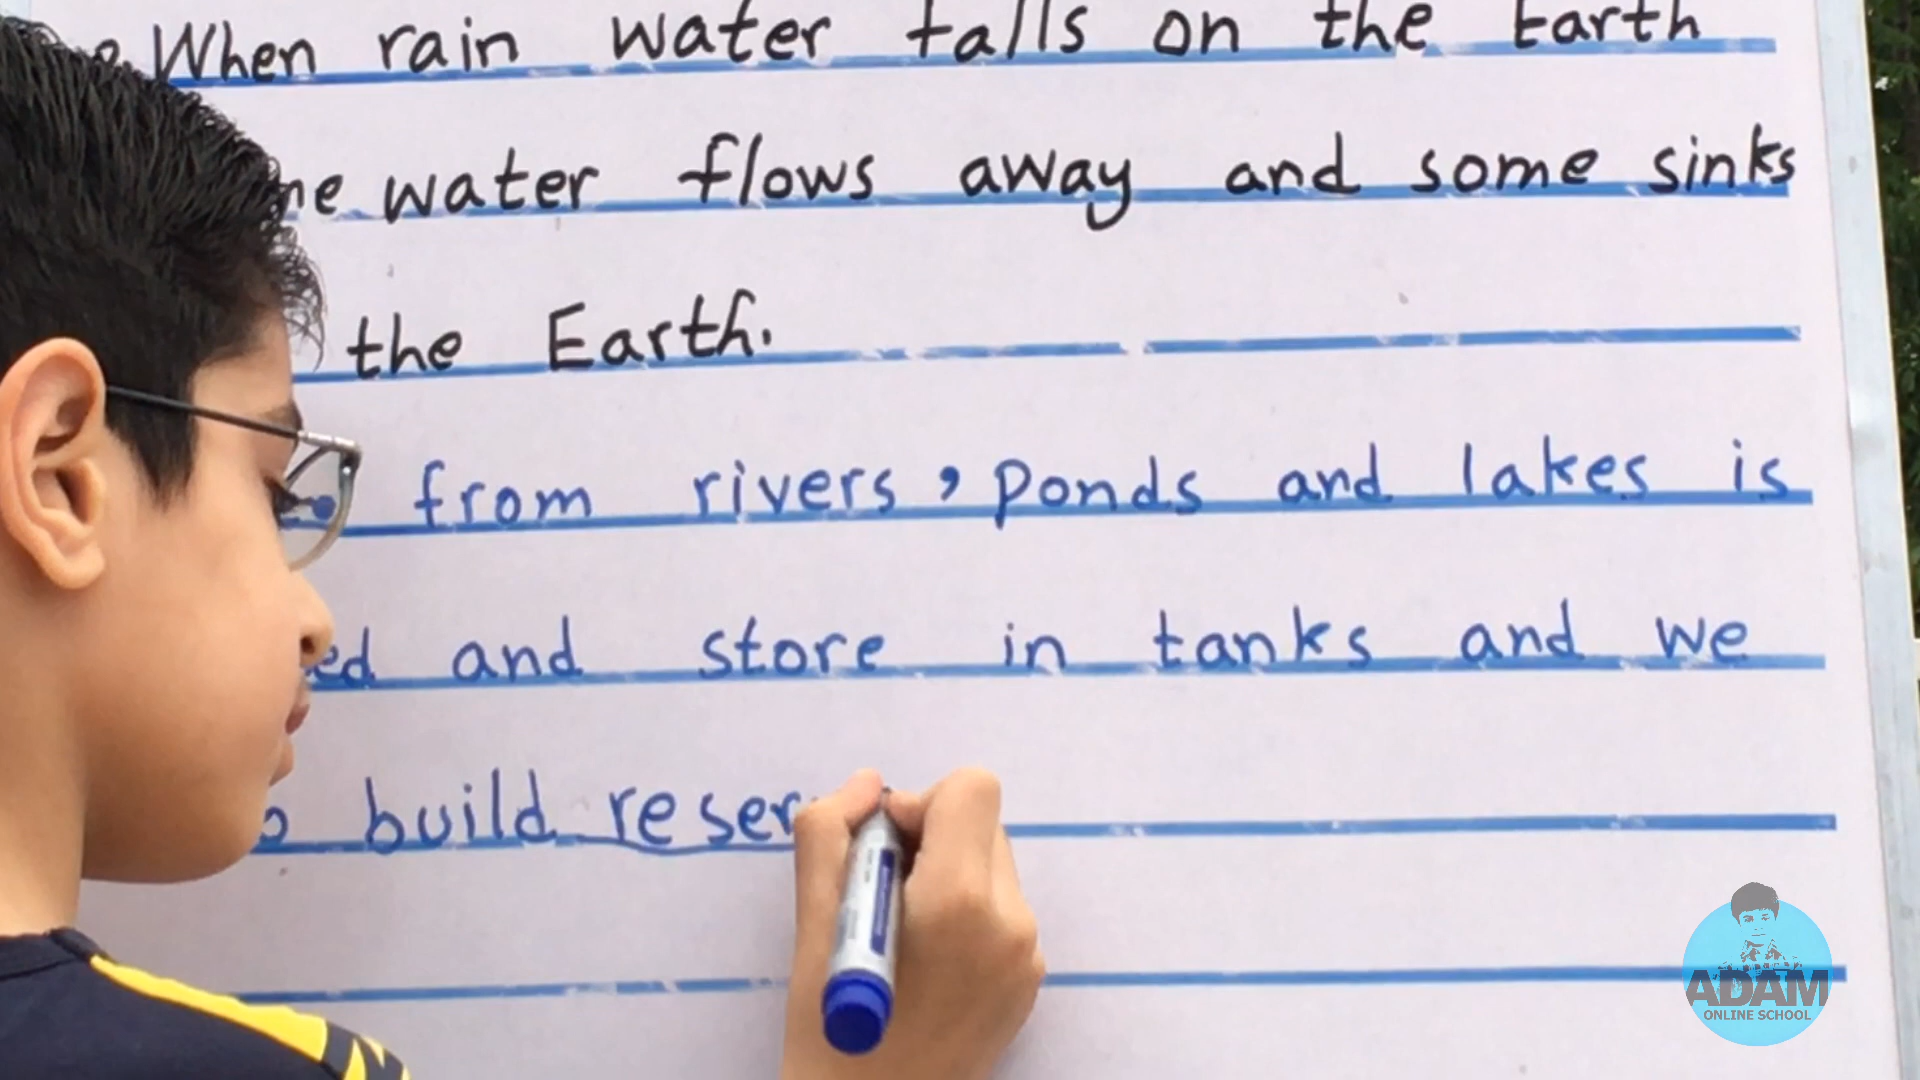 When rain water falls on the Earth
water flows away and some sinks
the Earth.
from rivers, ponds and lakes is
and store in tanks and we
build
ADAM
ONLINE SCHOOL